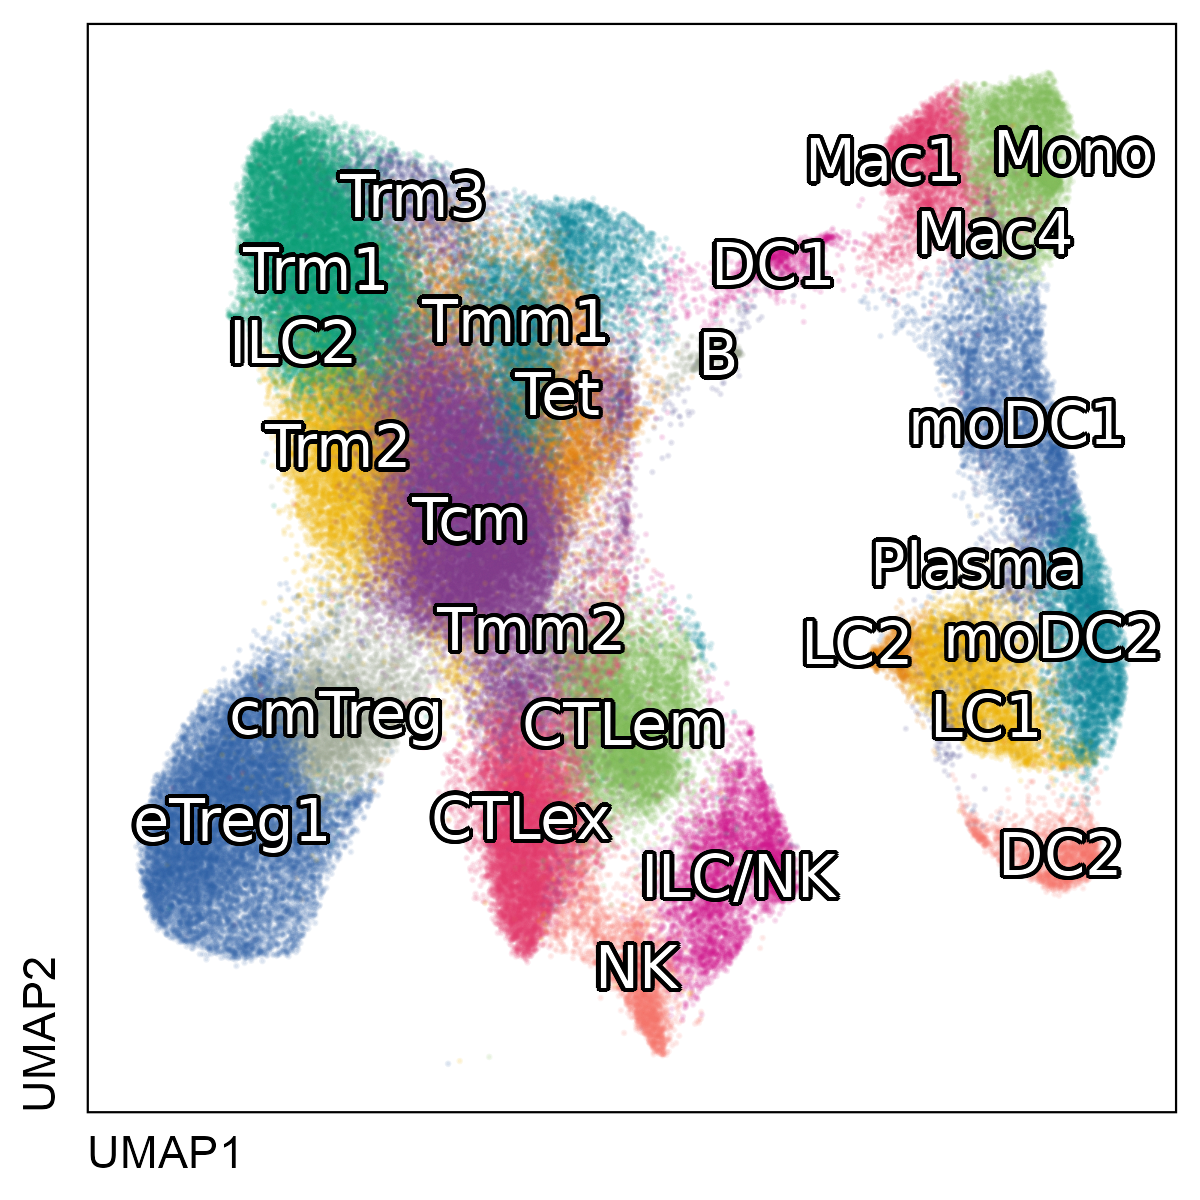 Mac1
Mono
Trm3
Mac4
DC1
Trm1
Tmm1
ILC2
B
Tet
moDC1
Trm2
Tcm
Plasma
Tmm2
LC2
moDC2
cmTreg
CTLem
LC1
eTreg1
CTLex
DC2
ILC/NK
NK
UMAP2
UMAP1